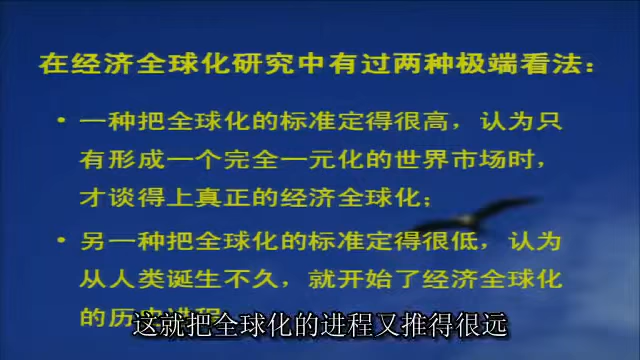 在经济全球化研究中有过两种极端看法：
• 一种把全球化的标准定得很高，认为只
有形成一个完全一元化的世界市场时，
才谈得上真正的经济全球化；
• 另一种把全球化的标准定得很低，认为
从人类诞生不久，就开始了经济全球化
的历史进程
这就把全球化的进程又推得很远